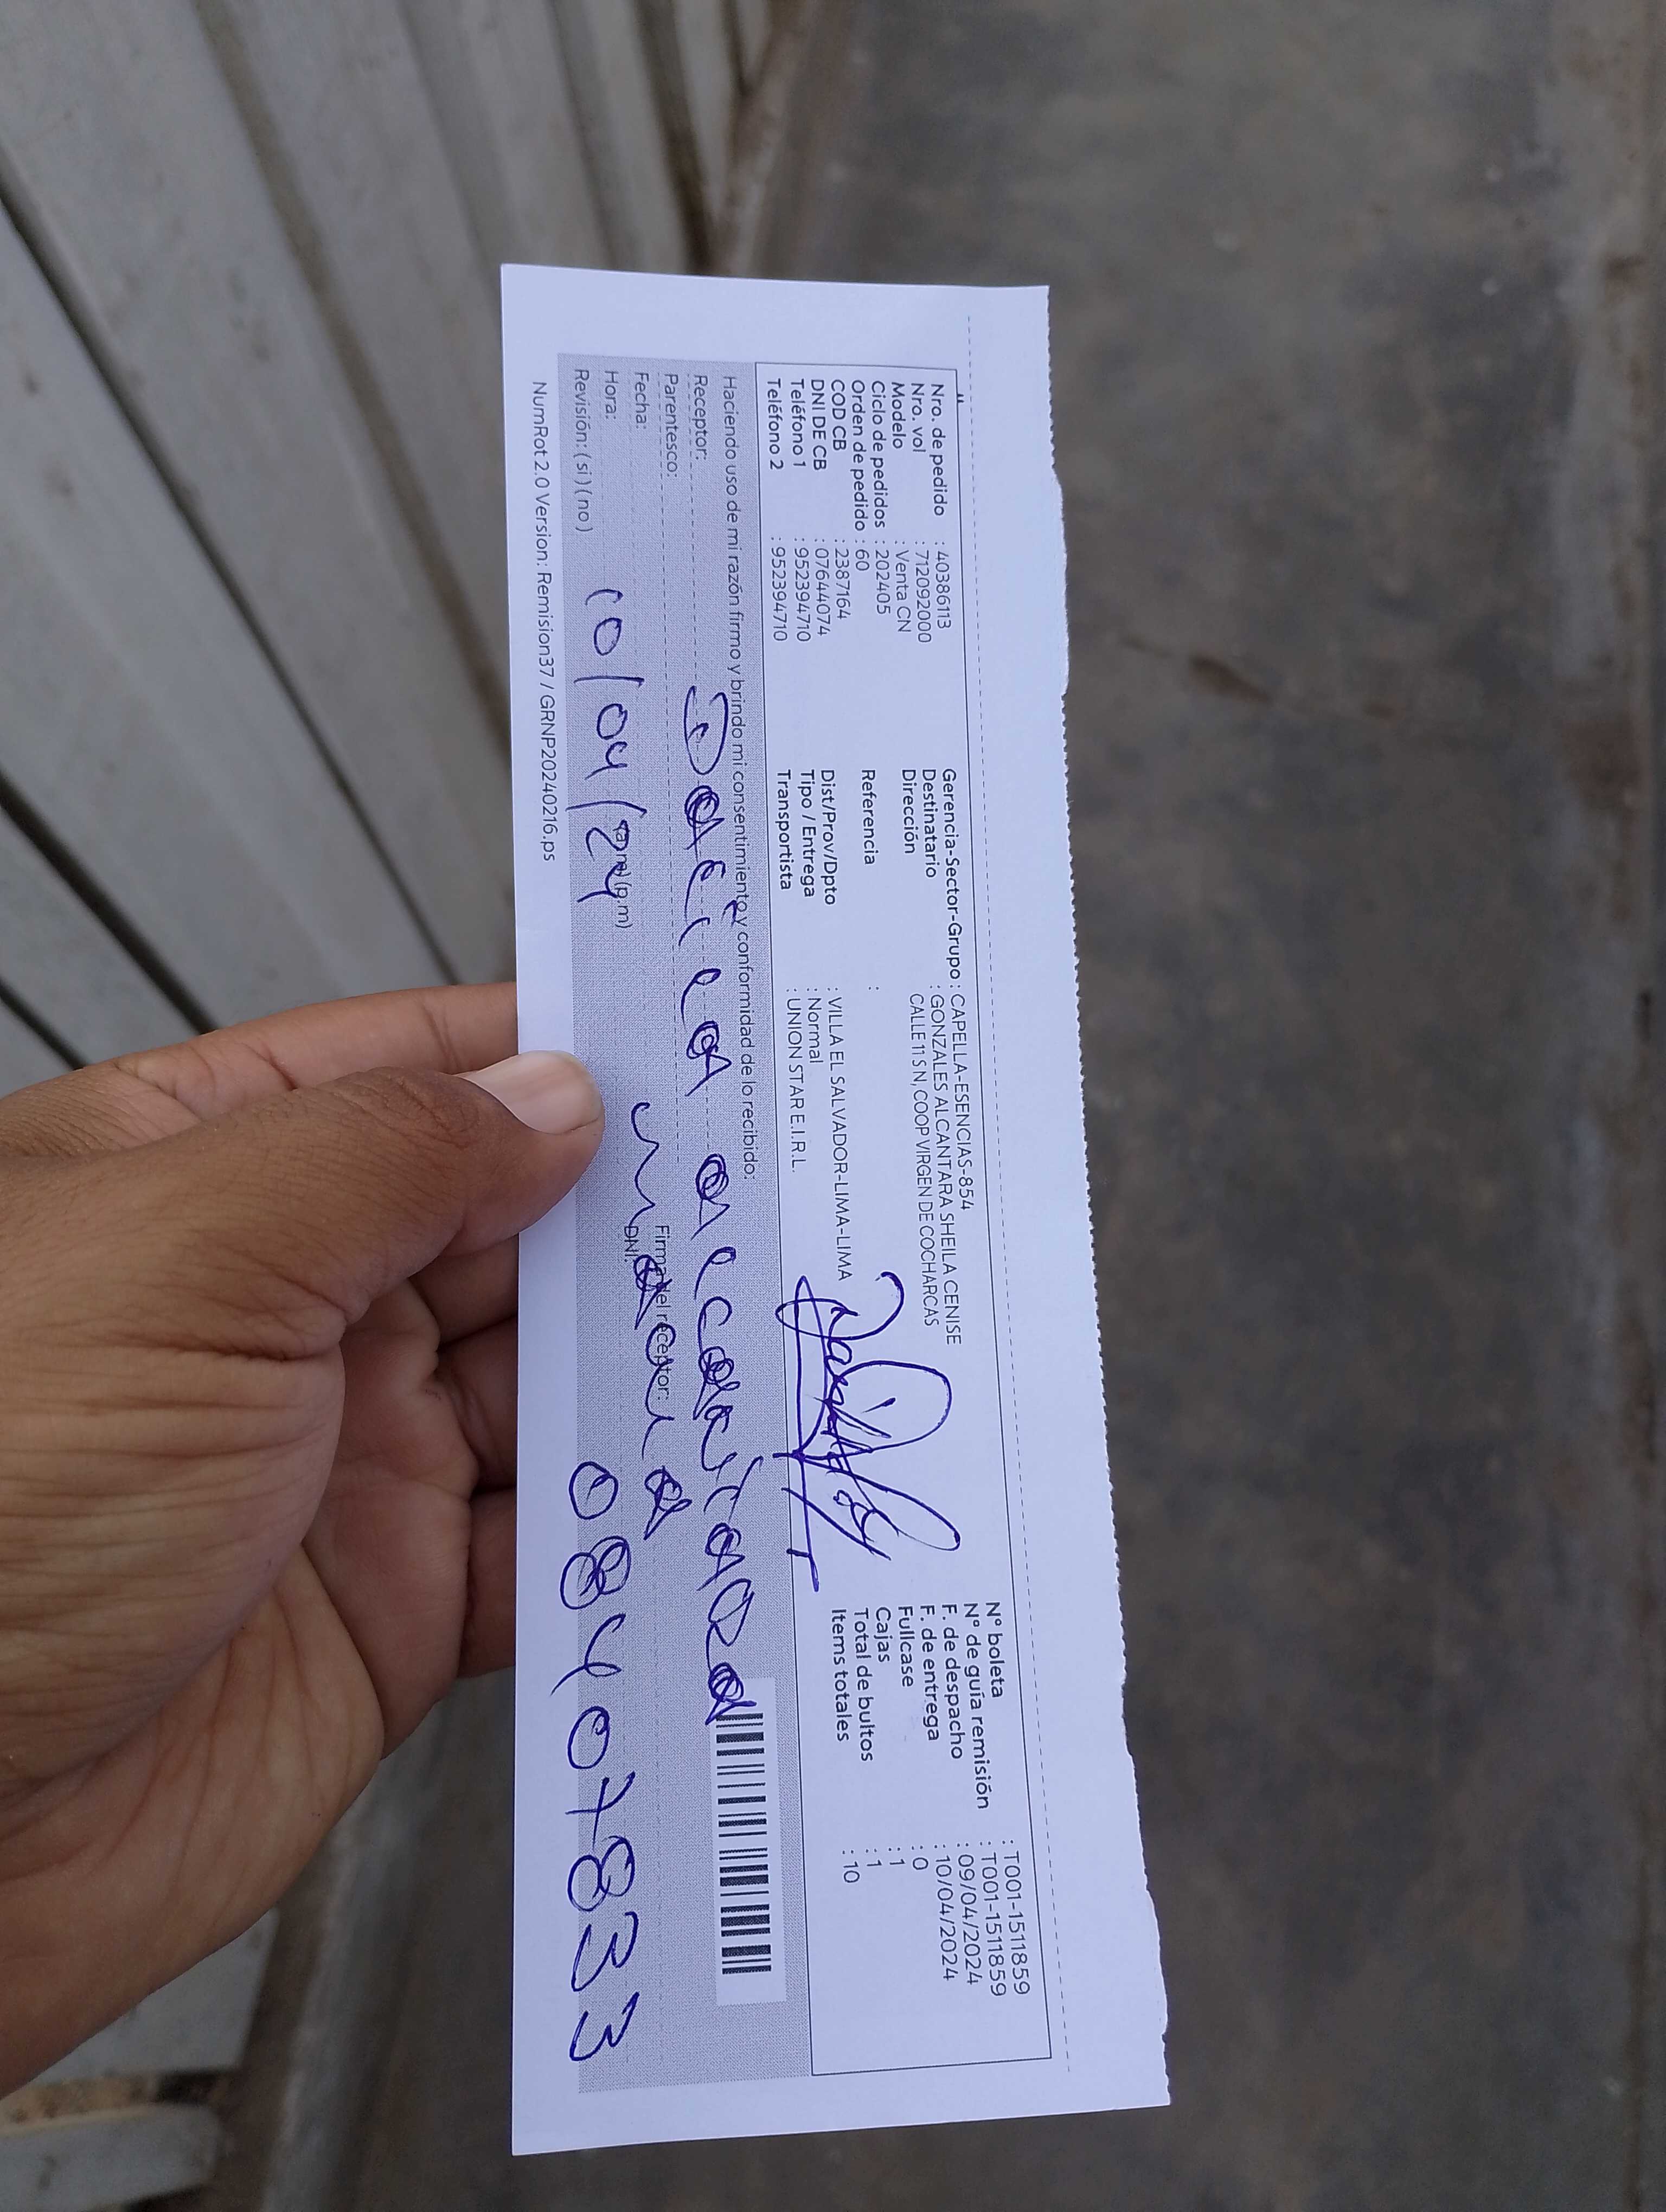 Nro. de pedido : 40386113
Nro. vol : 712092000
Modelo : Venta CN
Ciclo de pedidos : 202405
Orden de pedido : 60
COD CB : 2387164
DNI DE CB : 07644074
Teléfono 1 : 952394710
Teléfono 2 : 952394710
Gerencia-Sector-Grupo : CAPELLA-ESENCIAS-854
Destinatario : GONZALES ALCANTARA SHEILA CENISE
Dirección CALLE 11 S N, COOP VIRGEN DE COCHARCAS
Referencia :
Dist/Prov/Dpto : VILLA EL SALVADOR-LIMA-LIMA
Tipo / Entrega : Normal
Transportista : UNION STAR E.I.R.L.
N° boleta : T001-1511859
N° de guía remisión : T001-1511859
F. de despacho : 09/04/2024
F. de entrega : 10/04/2024
Fullcase : 0
Cajas : 1
Total de bultos : 1
Items totales : 10
Haciendo uso de mi razón firmo y brindo mi consentimiento y conformidad de lo recibido:
Receptor:
Parentesco:
Fecha:
Hora: (a.m) (p.m)
Revisión: (si) (no)
Firma del receptor:
DNI:
10/04/24
08407833
NumRot 2.0 Version: Remision37 / GRNP20240216.ps